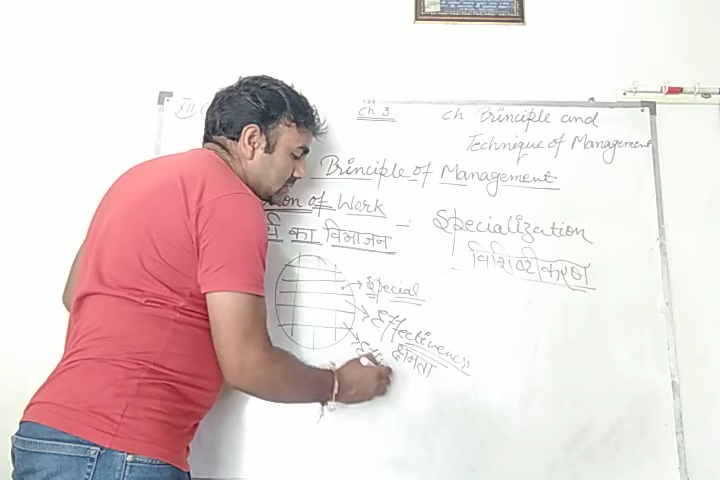 XII
Ch 3
ch Principle and
Technique of Management
Principle of Management
of Work
का विभाजन
Specialization
विशिष्टीकरण
Special
Effectiveness
क्षमता